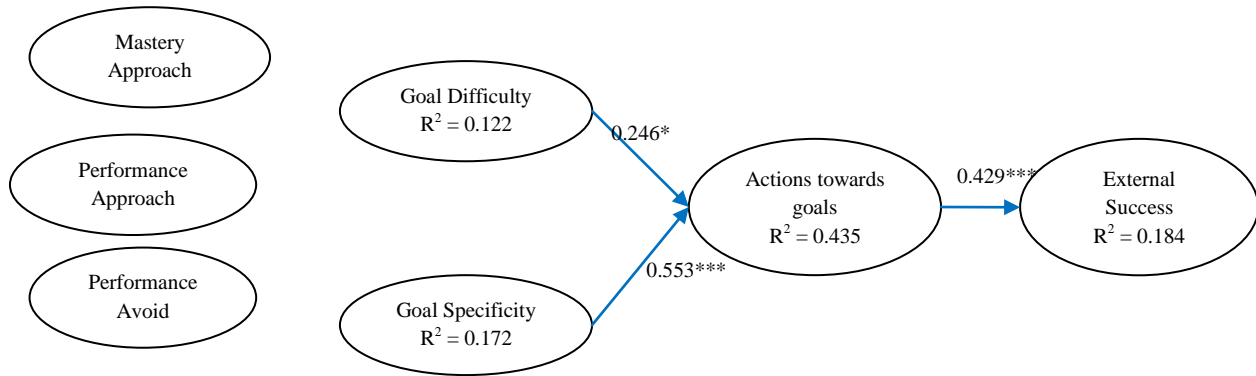 Mastery
Approach
Performance
Approach
Performance
Avoid
Goal Difficulty
R² = 0.122
Goal Specificity
R² = 0.172
0.246*
0.553***
Actions towards
goals
R² = 0.435
0.429***
External
Success
R² = 0.184